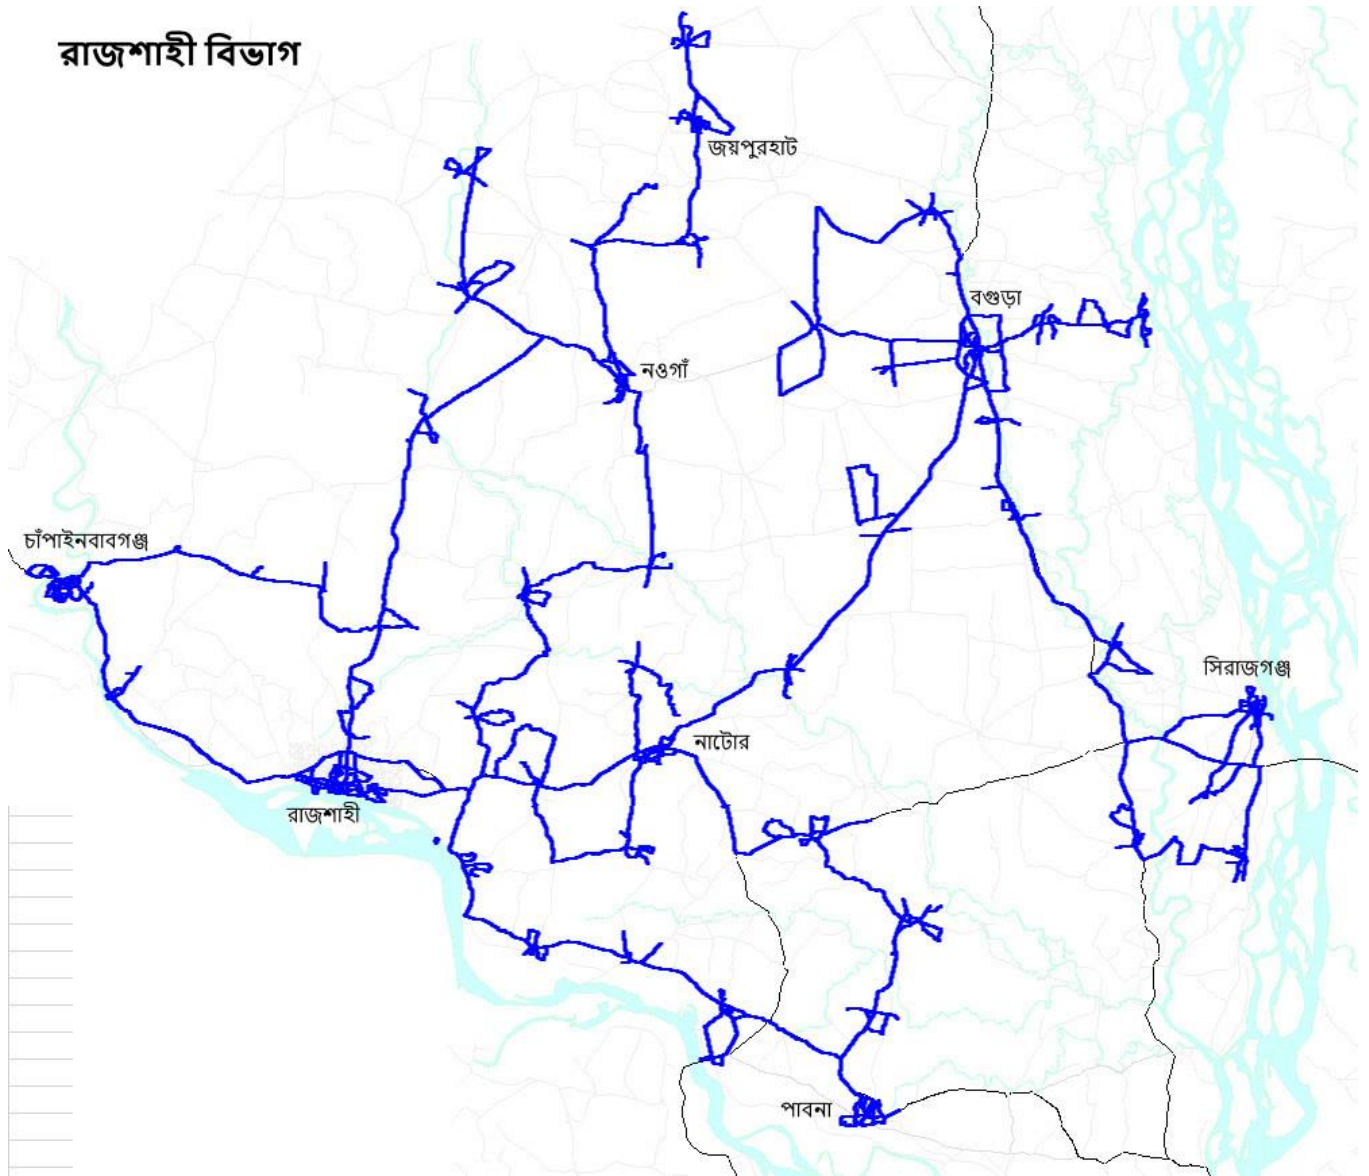 রাজশাহী বিভাগ
জয়পুরহাট
বগুড়া
নওগাঁ
চাঁপাইনবাবগঞ্জ
সিরাজগঞ্জ
নাটোর
রাজশাহী
পাবনা